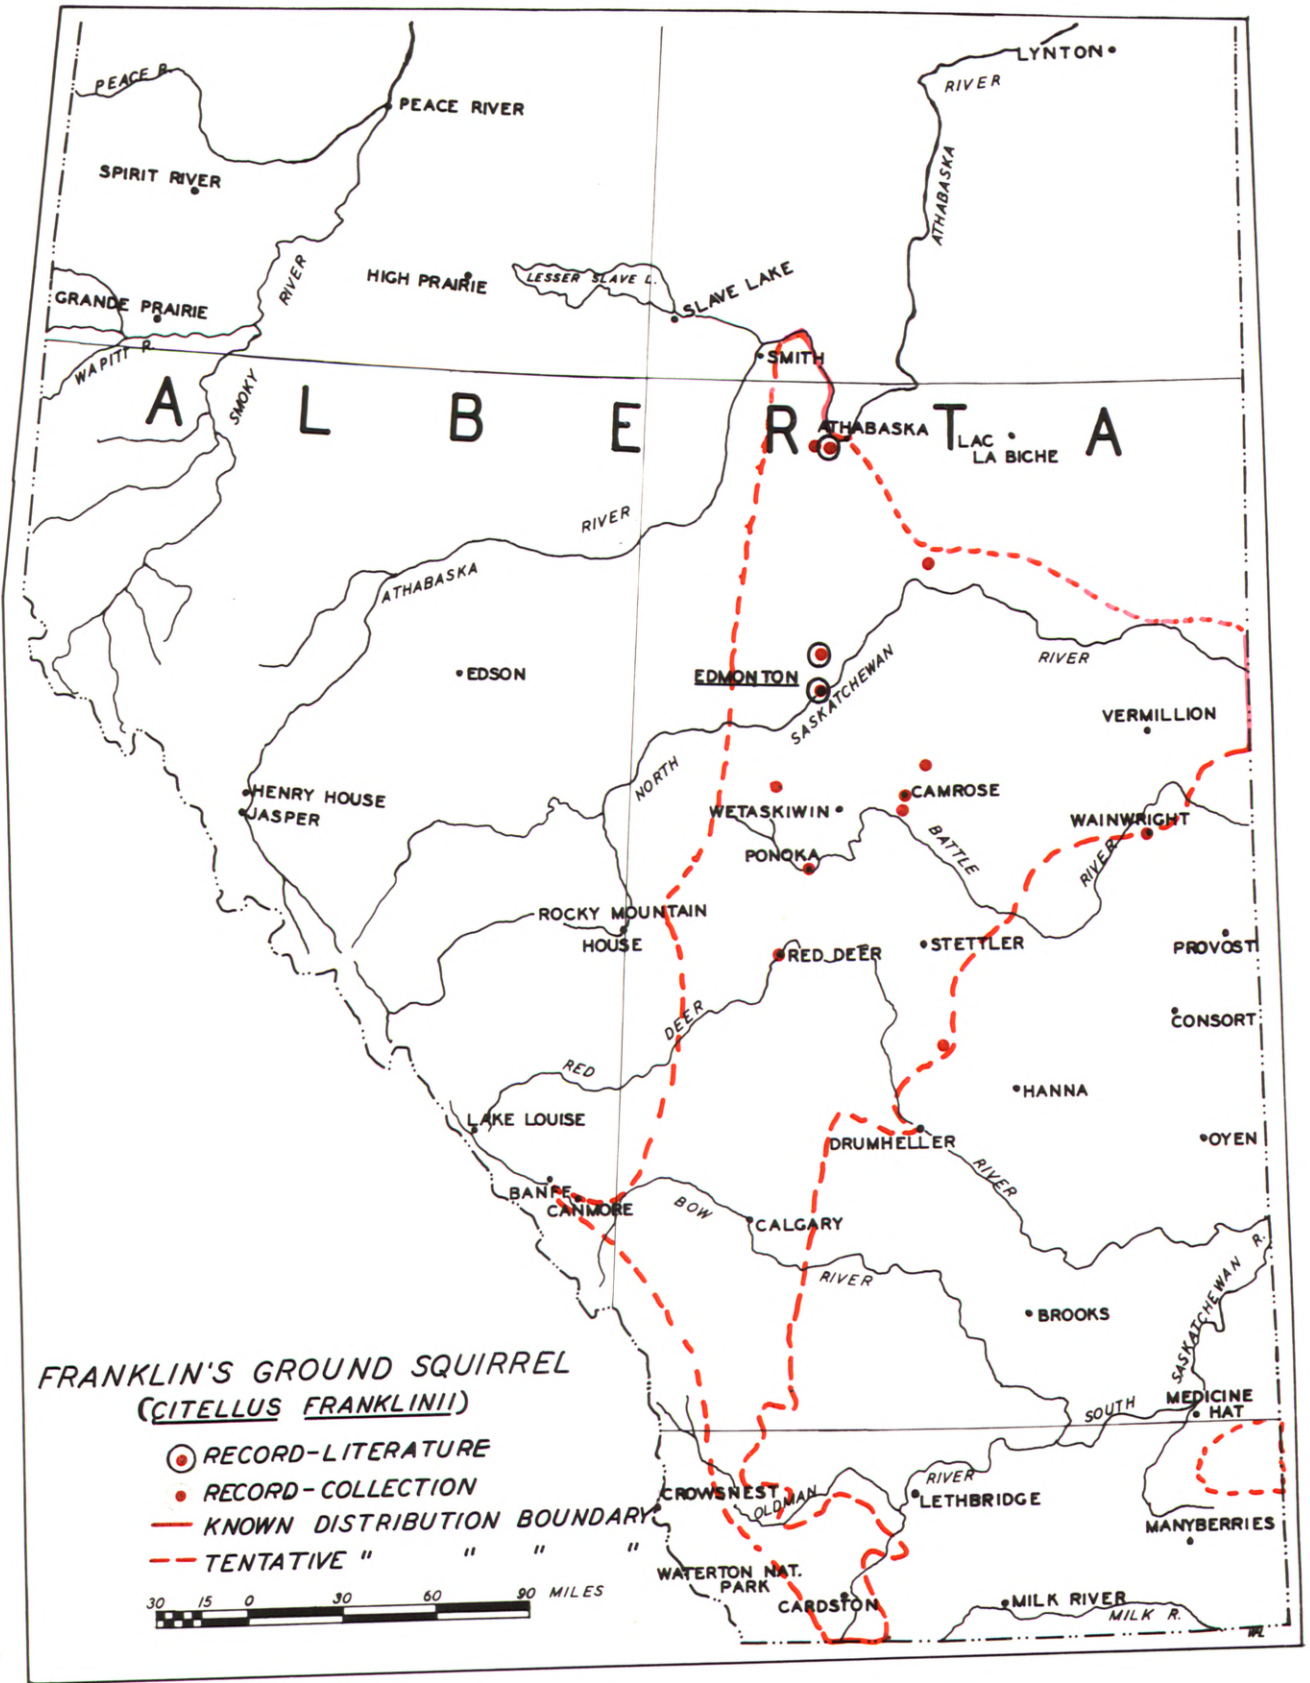 LYNTON
RIVER
PEACE R.
PEACE RIVER
SPIRIT RIVER
ATHABASKA
RIVER
HIGH PRAIRIE
LESSER SLAVE L.
SLAVE LAKE
GRANDE PRAIRIE
WAPITI R.
SMITH
SMOKY
ALBERTA
ATHABASKA
LAC
LA BICHE
RIVER
ATHABASKA
EDSON
EDMONTON
SASKATCHEWAN
RIVER
VERMILLION
NORTH
HENRY HOUSE
JASPER
WETASKIWIN
CAMROSE
WAINWRIGHT
BATTLE
RIVER
PONOKA
ROCKY MOUNTAIN
HOUSE
RED DEER
STETTLER
PROVOST
CONSORT
DEER
RED
HANNA
LAKE LOUISE
DRUMHELLER
OYEN
RIVER
BANFF
CANMORE
BOW
CALGARY
RIVER
BROOKS
SASKATCHEWAN R.
FRANKLIN'S GROUND SQUIRREL
(CITELLUS FRANKLINII)
MEDICINE
HAT
SOUTH
RECORD-LITERATURE
RECORD-COLLECTION
KNOWN DISTRIBUTION BOUNDARY
TENTATIVE " " " "
CROWSNEST
OLDMAN
RIVER
LETHBRIDGE
MANYBERRIES
WATERTON NAT.
PARK
CARDSTON
MILK RIVER
MILK R.
30 15 0 30 60 90 MILES